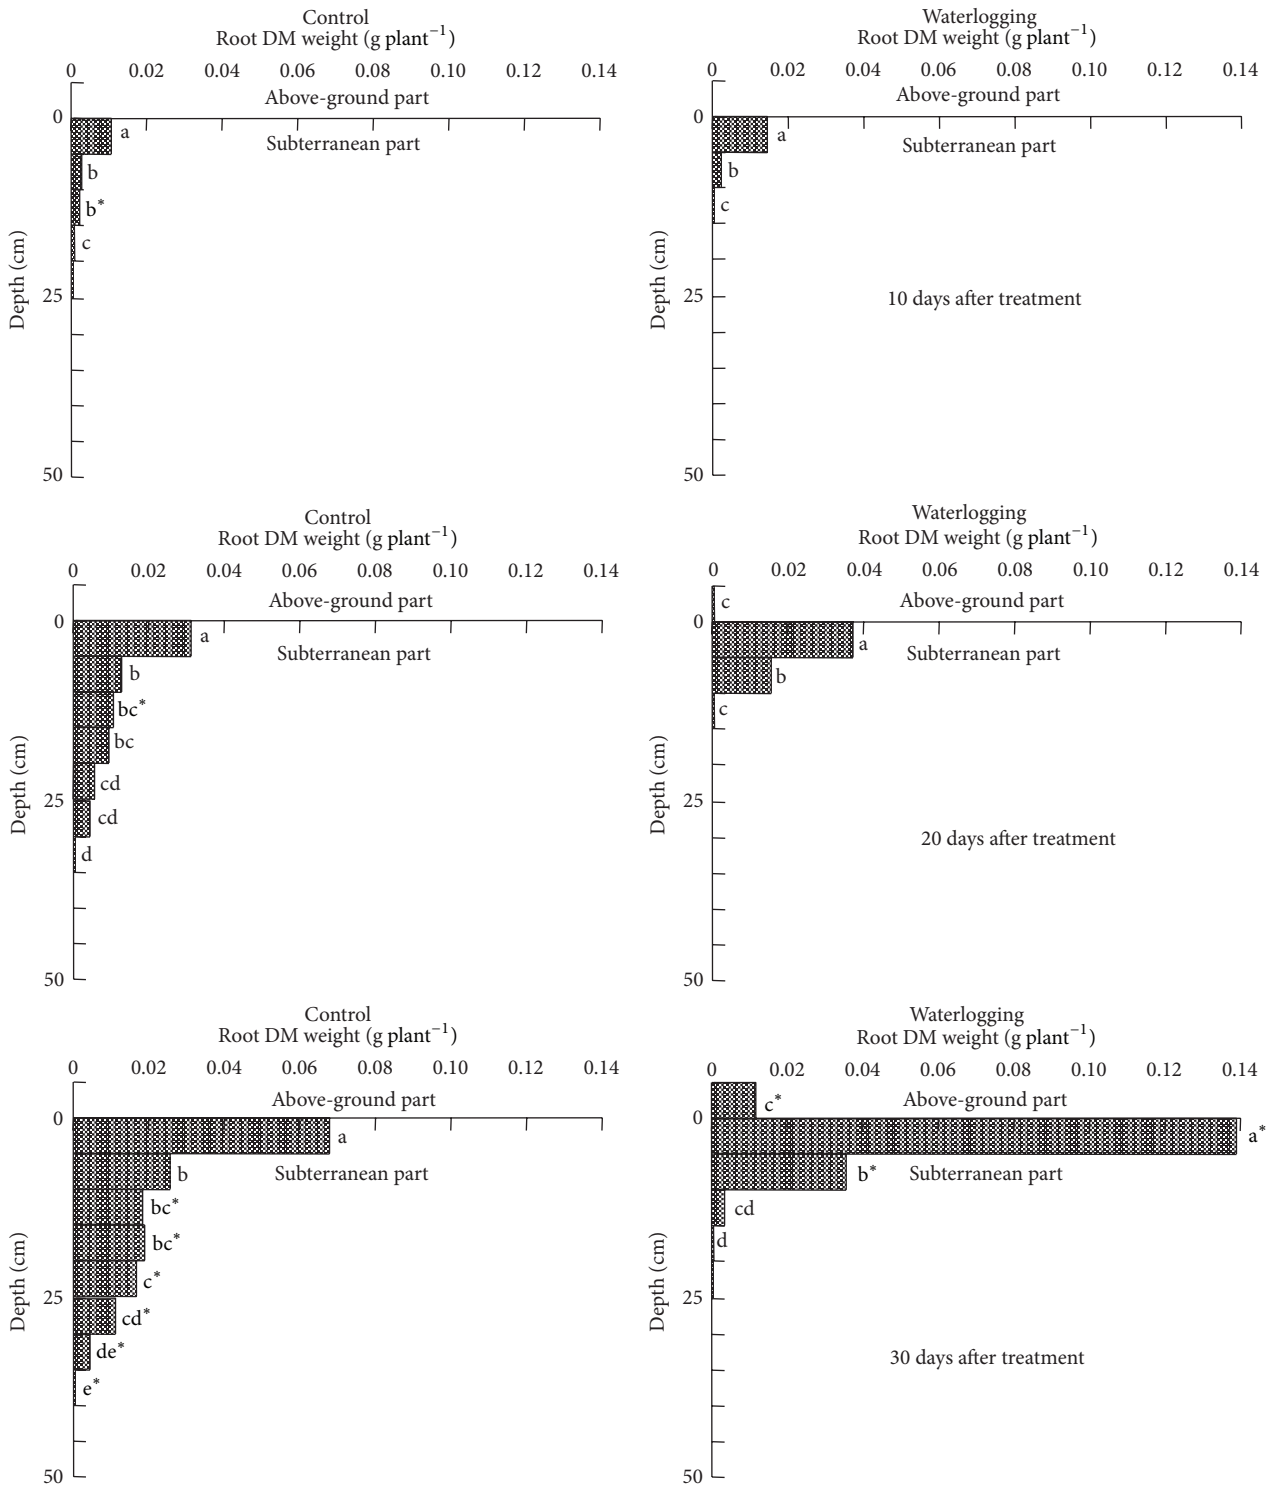 Control
Root DM weight (g plant⁻¹)
0 0.02 0.04 0.06 0.08 0.10 0.12 0.14
Above-ground part
0
a
Subterranean part
b
b*
c
Depth (cm)
25
50
Waterlogging
Root DM weight (g plant⁻¹)
0 0.02 0.04 0.06 0.08 0.10 0.12 0.14
Above-ground part
0
a
Subterranean part
b
c
Depth (cm)
25
10 days after treatment
50
Control
Root DM weight (g plant⁻¹)
0 0.02 0.04 0.06 0.08 0.10 0.12 0.14
Above-ground part
0
a
Subterranean part
b
bc*
bc
cd
Depth (cm)
25
cd
d
50
Waterlogging
Root DM weight (g plant⁻¹)
0 0.02 0.04 0.06 0.08 0.10 0.12 0.14
c
Above-ground part
0
a
Subterranean part
b
c
Depth (cm)
25
20 days after treatment
50
Control
Root DM weight (g plant⁻¹)
0 0.02 0.04 0.06 0.08 0.10 0.12 0.14
Above-ground part
0
a
Subterranean part
b
bc*
bc*
c*
Depth (cm)
25
cd*
de*
e*
50
Waterlogging
Root DM weight (g plant⁻¹)
0 0.02 0.04 0.06 0.08 0.10 0.12 0.14
c*
Above-ground part
0
a*
b*
Subterranean part
cd
d
Depth (cm)
25
30 days after treatment
50